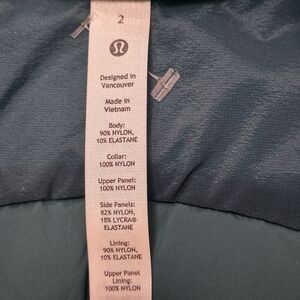 2
Designed in
Vancouver
Made in
Vietnam
Body:
90% NYLON,
10% ELASTANE
Collar:
100% NYLON
Upper Panel:
100% NYLON
Side Panels:
82% NYLON,
18% LYCRA®
ELASTANE
Lining:
90% NYLON,
10% ELASTANE
Upper Panel
Lining:
100% NYLON